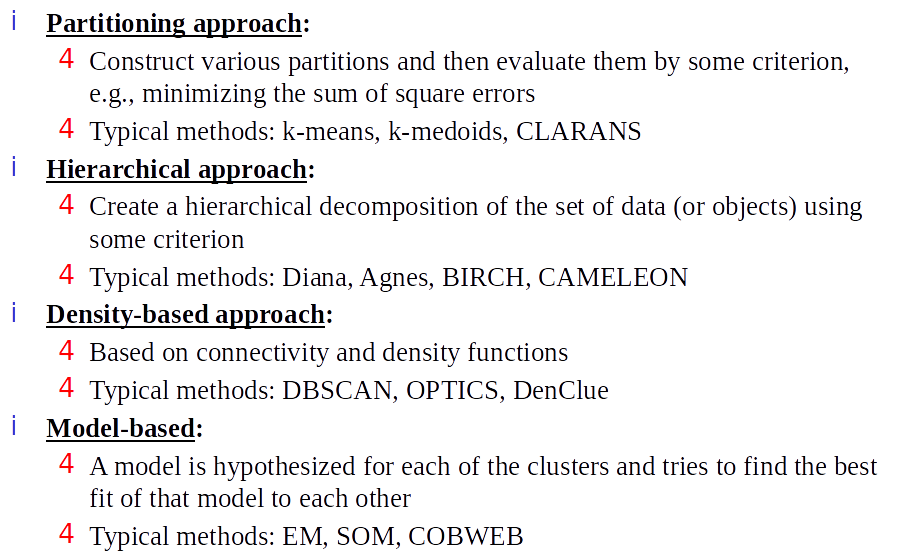 i Partitioning approach:
4 Construct various partitions and then evaluate them by some criterion,
e.g., minimizing the sum of square errors
4 Typical methods: k-means, k-medoids, CLARANS
i Hierarchical approach:
4 Create a hierarchical decomposition of the set of data (or objects) using
some criterion
4 Typical methods: Diana, Agnes, BIRCH, CAMELEON
i Density-based approach:
4 Based on connectivity and density functions
4 Typical methods: DBSCAN, OPTICS, DenClue
i Model-based:
4 A model is hypothesized for each of the clusters and tries to find the best
fit of that model to each other
4 Typical methods: EM, SOM, COBWEB